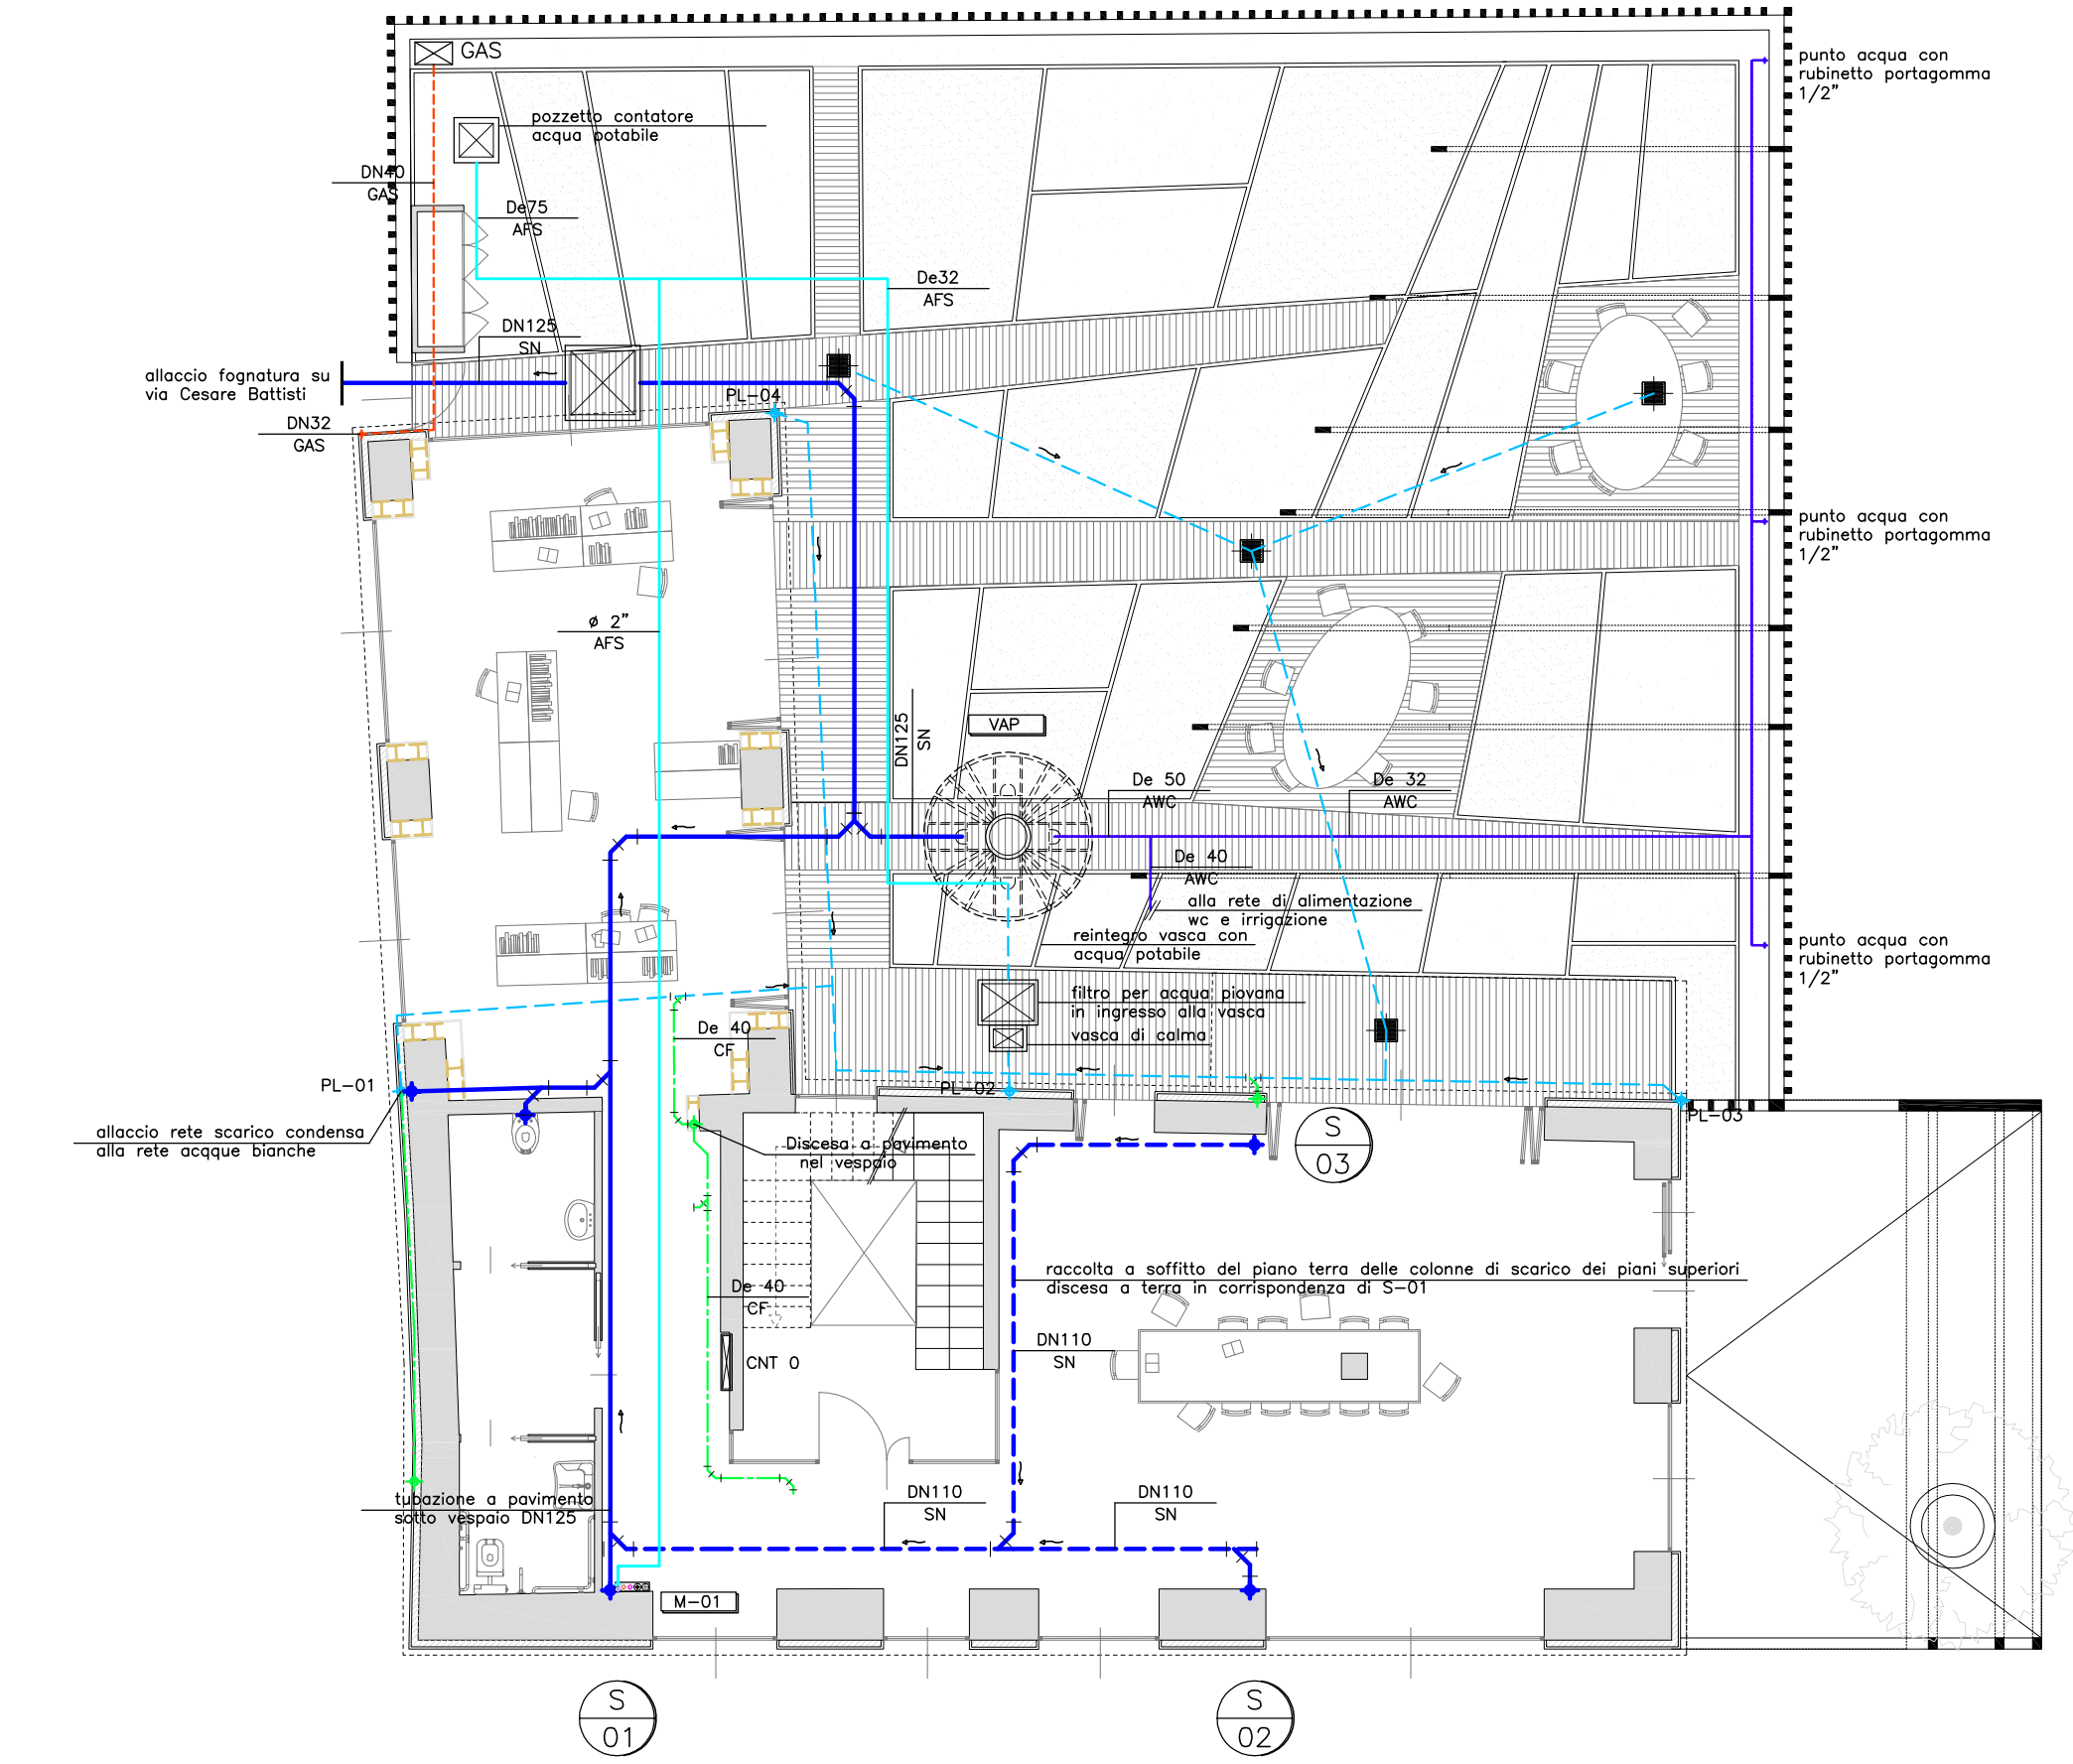 GAS
punto acqua con
rubinetto portagomma
1/2"
pozzetto contatore
acqua potabile
DN40
GAS
De75
AFS
De32
AFS
DN125
SN
allaccio fognatura su
via Cesare Battisti
PL-04
DN32
GAS
punto acqua con
rubinetto portagomma
1/2"
ø 2"
AFS
DN125
SN
VAP
De 50
AWC
De 32
AWC
De 40
AWC
alla rete di alimentazione
wc e irrigazione
reintegro vasca con
acqua potabile
punto acqua con
rubinetto portagomma
1/2"
filtro per acqua piovana
in ingresso alla vasca
vasca di calma
De 40
CF
PL-01
PL-02
PL-03
allaccio rete scarico condensa
alla rete acqque bianche
Discesa a pavimento
nel vespaio
S
03
raccolta a soffitto del piano terra delle colonne di scarico dei piani superiori
discesa a terra in corrispondenza di S-01
De 40
CF
DN110
SN
CNT 0
tubazione a pavimento
sotto vespaio DN125
DN110
SN
DN110
SN
M-01
S
01
S
02